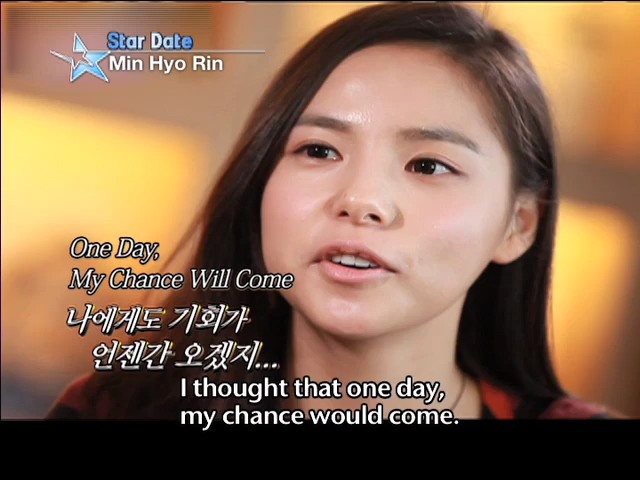 Star Date
Min Hyo Rin
One Day,
My Chance Will Come
나에게도 기회가
언젠간 오겠지...
I thought that one day,
my chance would come.